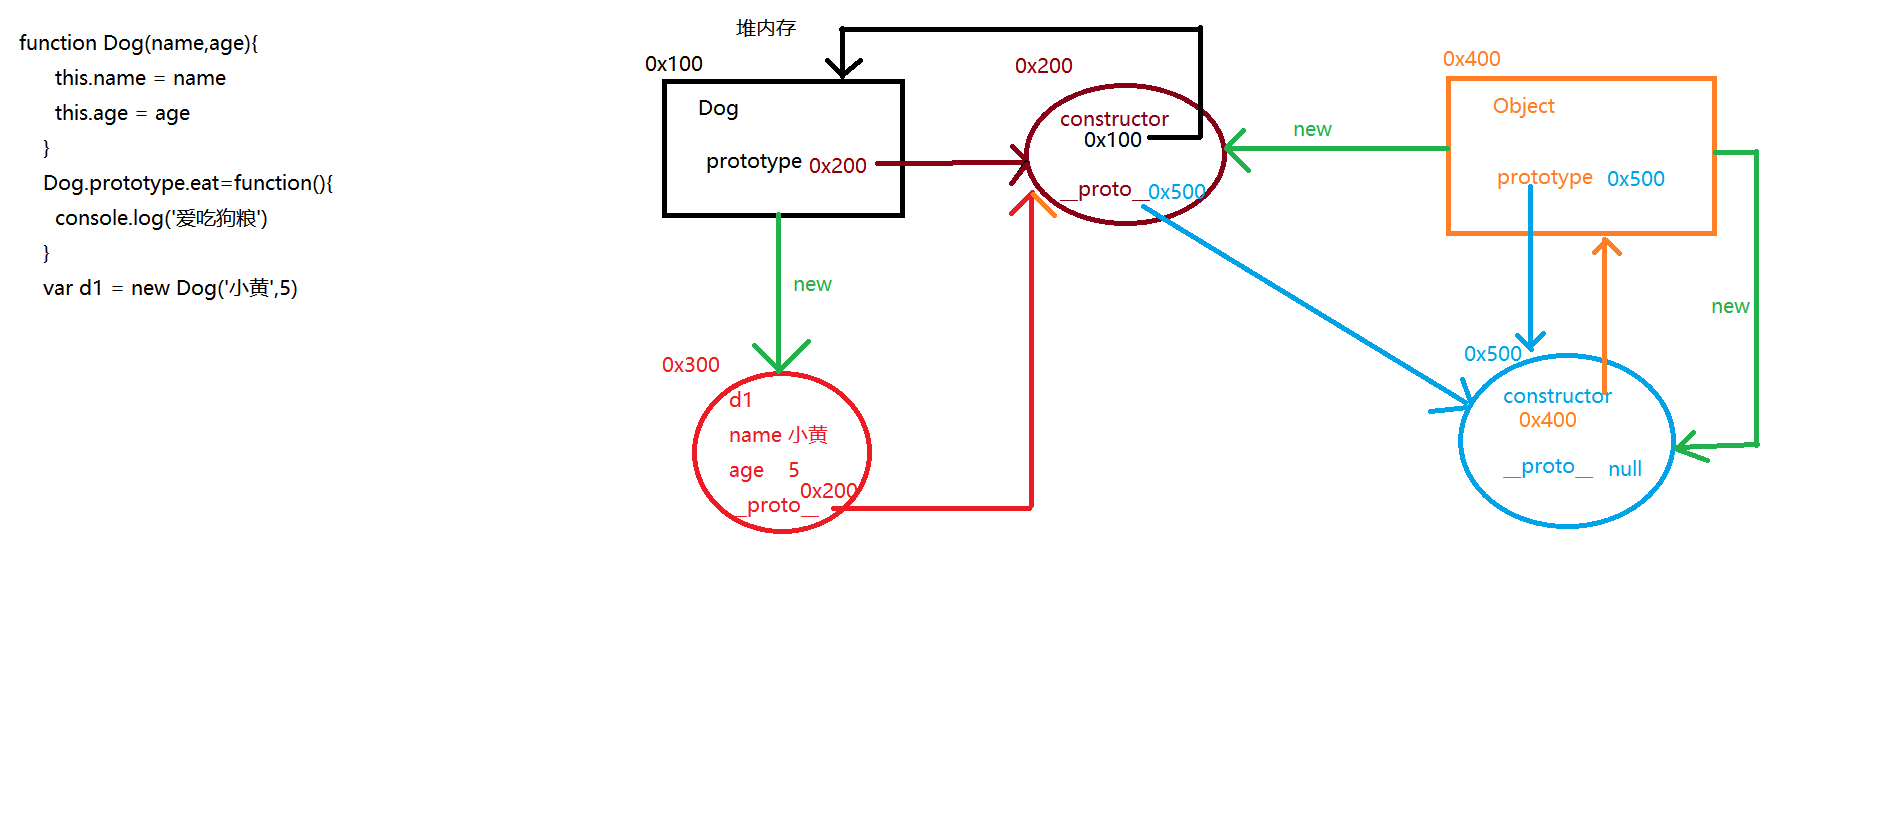 function Dog(name,age){
this.name = name
this.age = age
}
Dog.prototype.eat=function(){
console.log('爱吃狗粮')
}
var d1 = new Dog('小黄',5)
堆内存
0x100
Dog
prototype 0x200
new
0x300
d1
name 小黄
age 5
0x200
__proto__
0x200
constructor
0x100
__proto__0x500
new
0x400
Object
prototype 0x500
new
0x500
constructor
0x400
__proto__ null